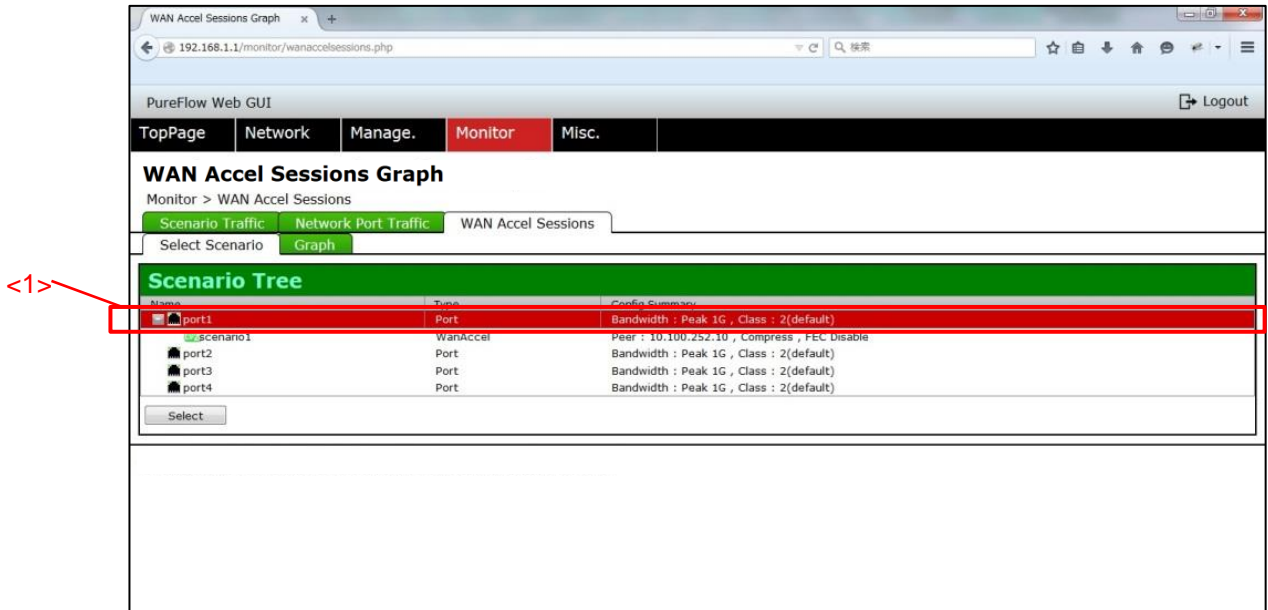 WAN Accel Sessions Graph x +
192.168.1.1/monitor/wanaccelsessions.php 検索
PureFlow Web GUI Logout
TopPage Network Manage. Monitor Misc.
WAN Accel Sessions Graph
Monitor > WAN Accel Sessions
Scenario Traffic Network Port Traffic WAN Accel Sessions
Select Scenario Graph
Scenario Tree
<1>
Name Type Config Summary
port1 Port Bandwidth : Peak 1G , Class : 2(default)
scenario1 WanAccel Peer : 10.100.252.10 , Compress , FEC Disable
port2 Port Bandwidth : Peak 1G , Class : 2(default)
port3 Port Bandwidth : Peak 1G , Class : 2(default)
port4 Port Bandwidth : Peak 1G , Class : 2(default)
Select